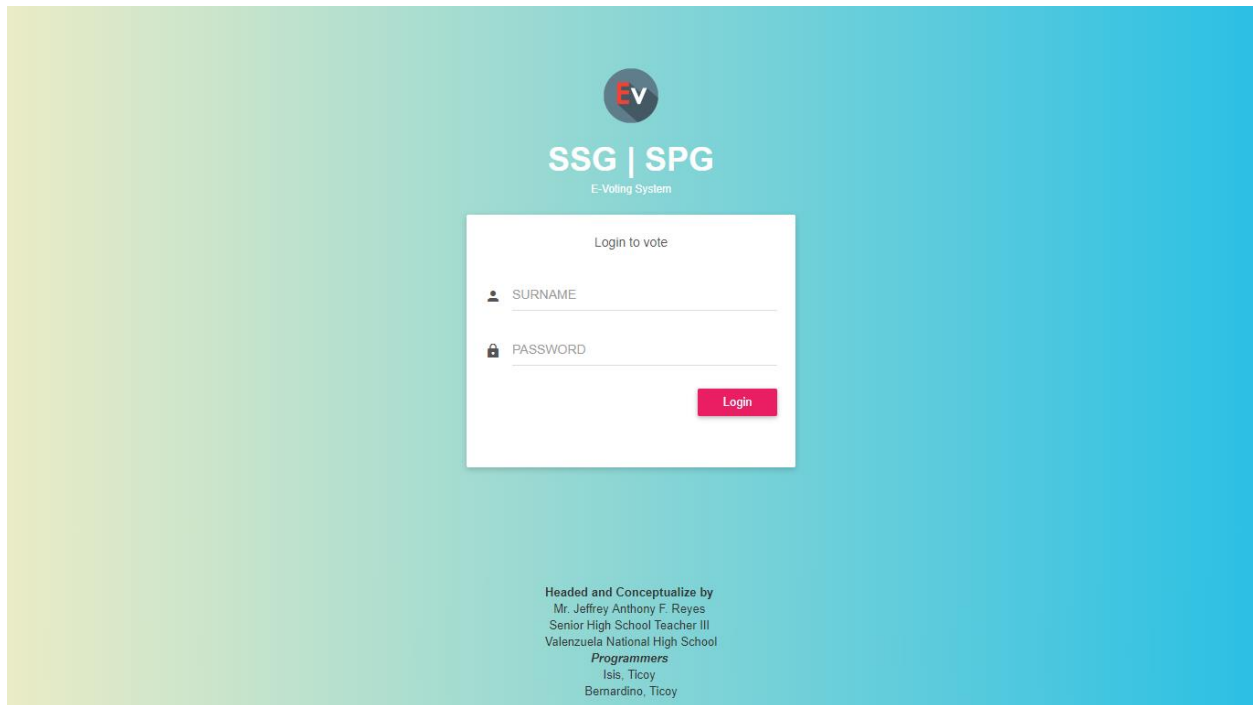 Ev
SSG | SPG
E-Voting System
Login to vote
SURNAME
PASSWORD
Login
Headed and Conceptualize by
Mr. Jeffrey Anthony F. Reyes
Senior High School Teacher III
Valenzuela National High School
Programmers
Isis, Ticoy
Bernardino, Ticoy